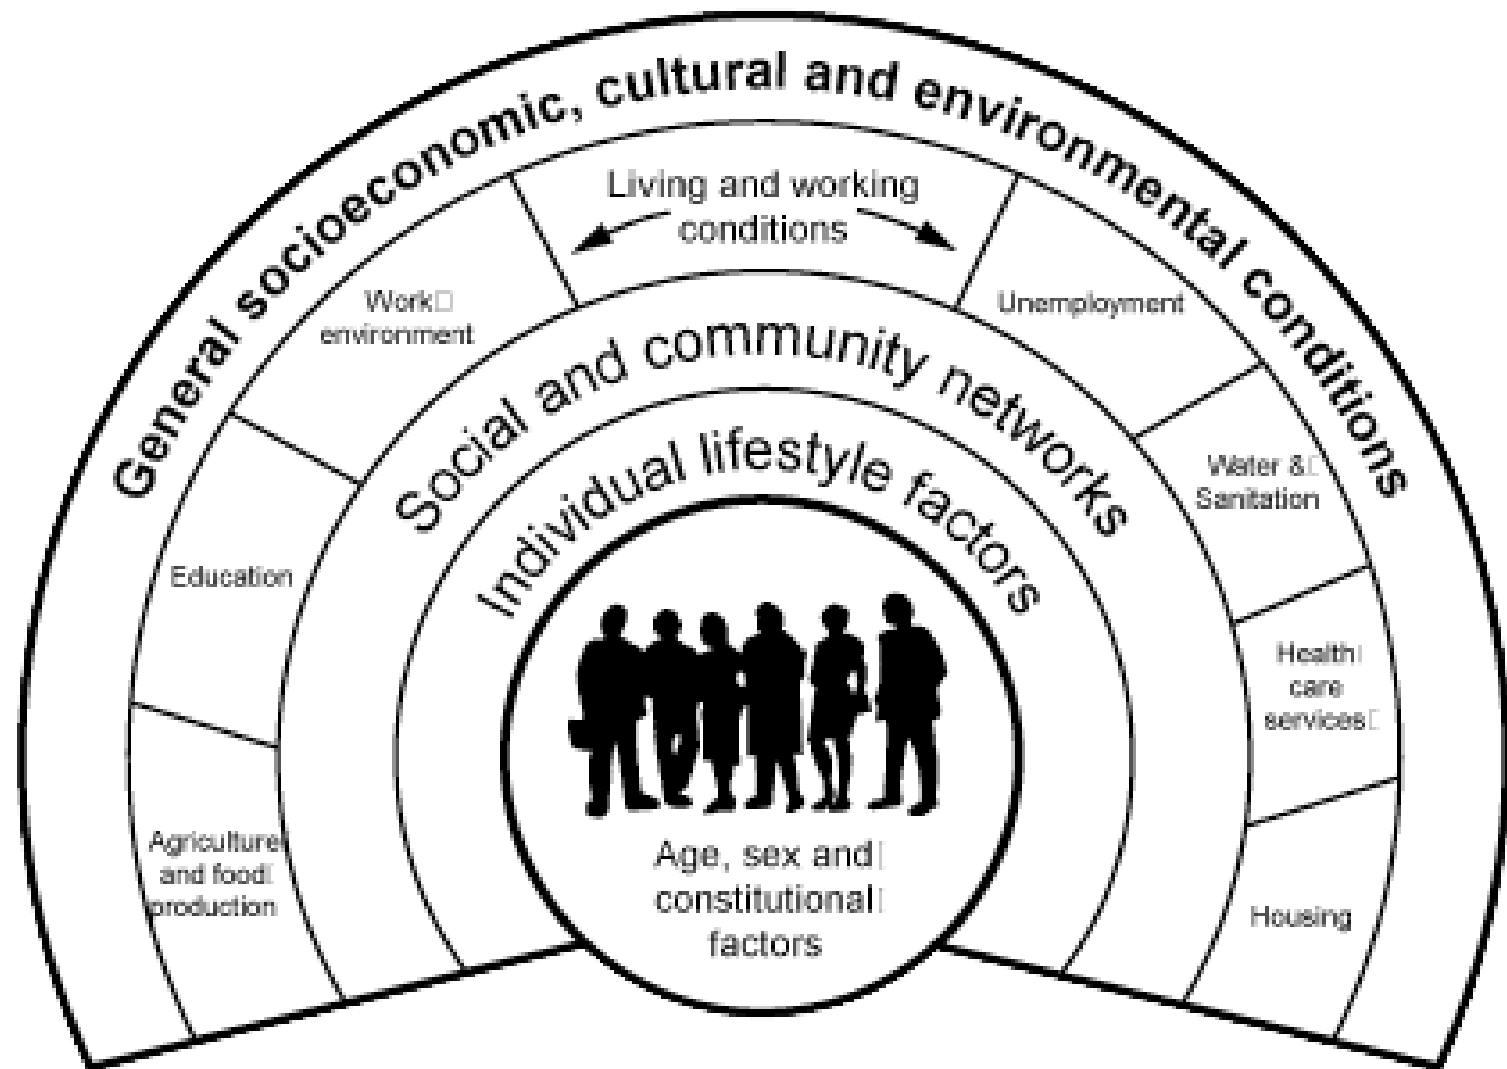 General socioeconomic, cultural and environmental conditions
Living and working
conditions
Work
environment
Unemployment
Social and community networks
Individual lifestyle factors
Water &
Sanitation
Education
Health
care
services
Agriculture
and food
production
Housing
Age, sex and
constitutional
factors